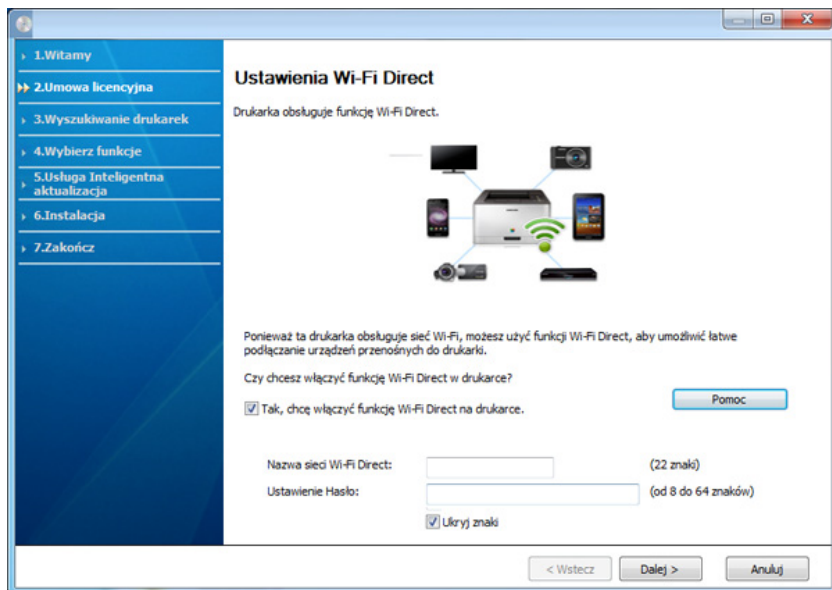 1.Witamy
2.Umowa licencyjna
3.Wyszukiwanie drukarek
4.Wybierz funkcje
5.Usługa Inteligentna
aktualizacja
6.Instalacja
7.Zakończ
Ustawienia Wi-Fi Direct
Drukarka obsługuje funkcję Wi-Fi Direct.
Ponieważ ta drukarka obsługuje sieć Wi-Fi, możesz użyć funkcji Wi-Fi Direct, aby umożliwić łatwe
podłączanie urządzeń przenośnych do drukarki.
Czy chcesz włączyć funkcję Wi-Fi Direct w drukarce?
Tak, chcę włączyć funkcję Wi-Fi Direct na drukarce.
Pomoc
Nazwa sieci Wi-Fi Direct: (22 znaki)
Ustawienie Hasło: (od 8 do 64 znaków)
Ukryj znaki
< Wstecz Dalej > Anuluj